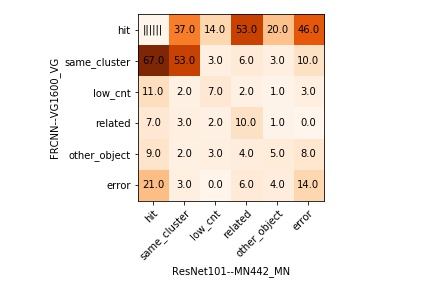 hit |||||| 37.0 14.0 53.0 20.0 46.0
same_cluster 67.0 53.0 3.0 6.0 3.0 10.0
low_cnt 11.0 2.0 7.0 2.0 1.0 3.0
related 7.0 3.0 2.0 10.0 1.0 0.0
other_object 9.0 2.0 3.0 4.0 5.0 8.0
error 21.0 3.0 0.0 6.0 4.0 14.0
FRCNN--VG1600_VG
hit same_cluster low_cnt related other_object error
ResNet101--MN442_MN